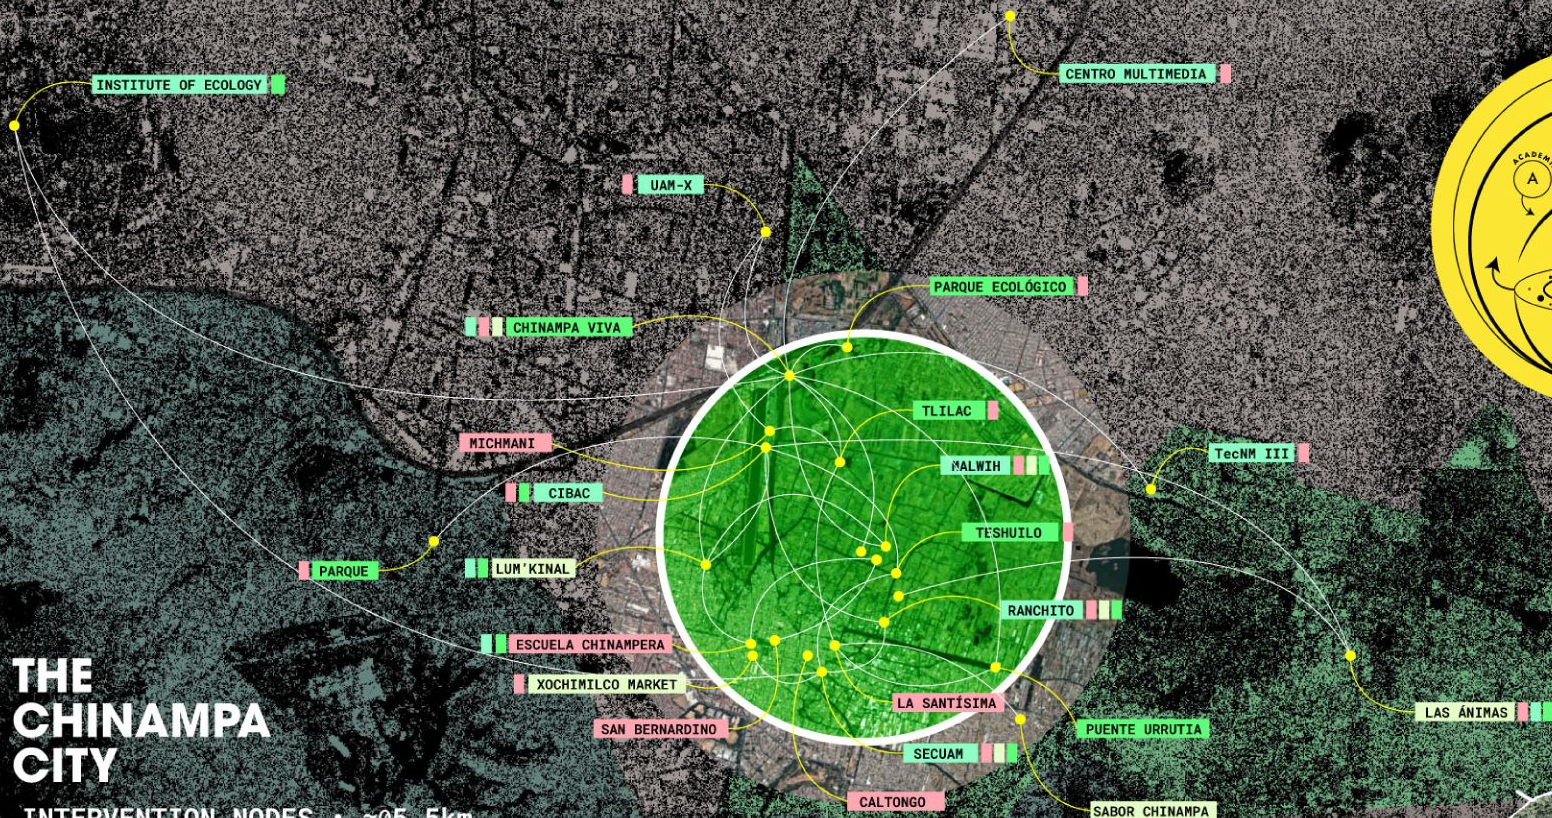 INSTITUTE OF ECOLOGY
CENTRO MULTIMEDIA
UAM-X
A
PARQUE ECOLÓGICO
CHINAMPA VIVA
TLILAC
MICHMANI
TecNM III
MALWIH
CIBAC
TESHUILO
LUM'KINAL
PARQUE
RANCHITO
ESCUELA CHINAMPERA
XOCHIMILCO MARKET
LA SANTÍSIMA
LAS ÁNIMAS
SAN BERNARDINO
PUENTE URRUTIA
SECUAM
CALTONGO
SABOR CHINAMPA
THE
CHINAMPA
CITY
INTERVENTION NODES